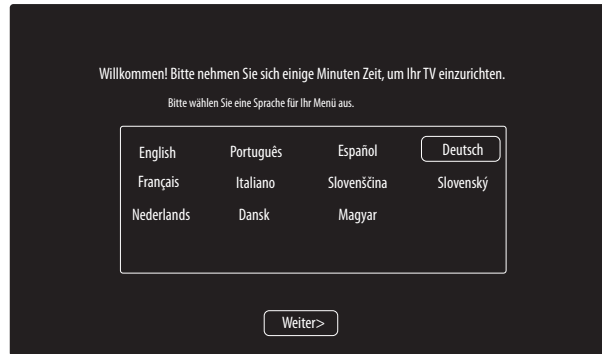 Willkommen! Bitte nehmen Sie sich einige Minuten Zeit, um Ihr TV einzurichten.
Bitte wählen Sie eine Sprache für Ihr Menü aus.
English Português Español Deutsch
Français Italiano Slovenščina Slovenský
Nederlands Dansk Magyar
Weiter>